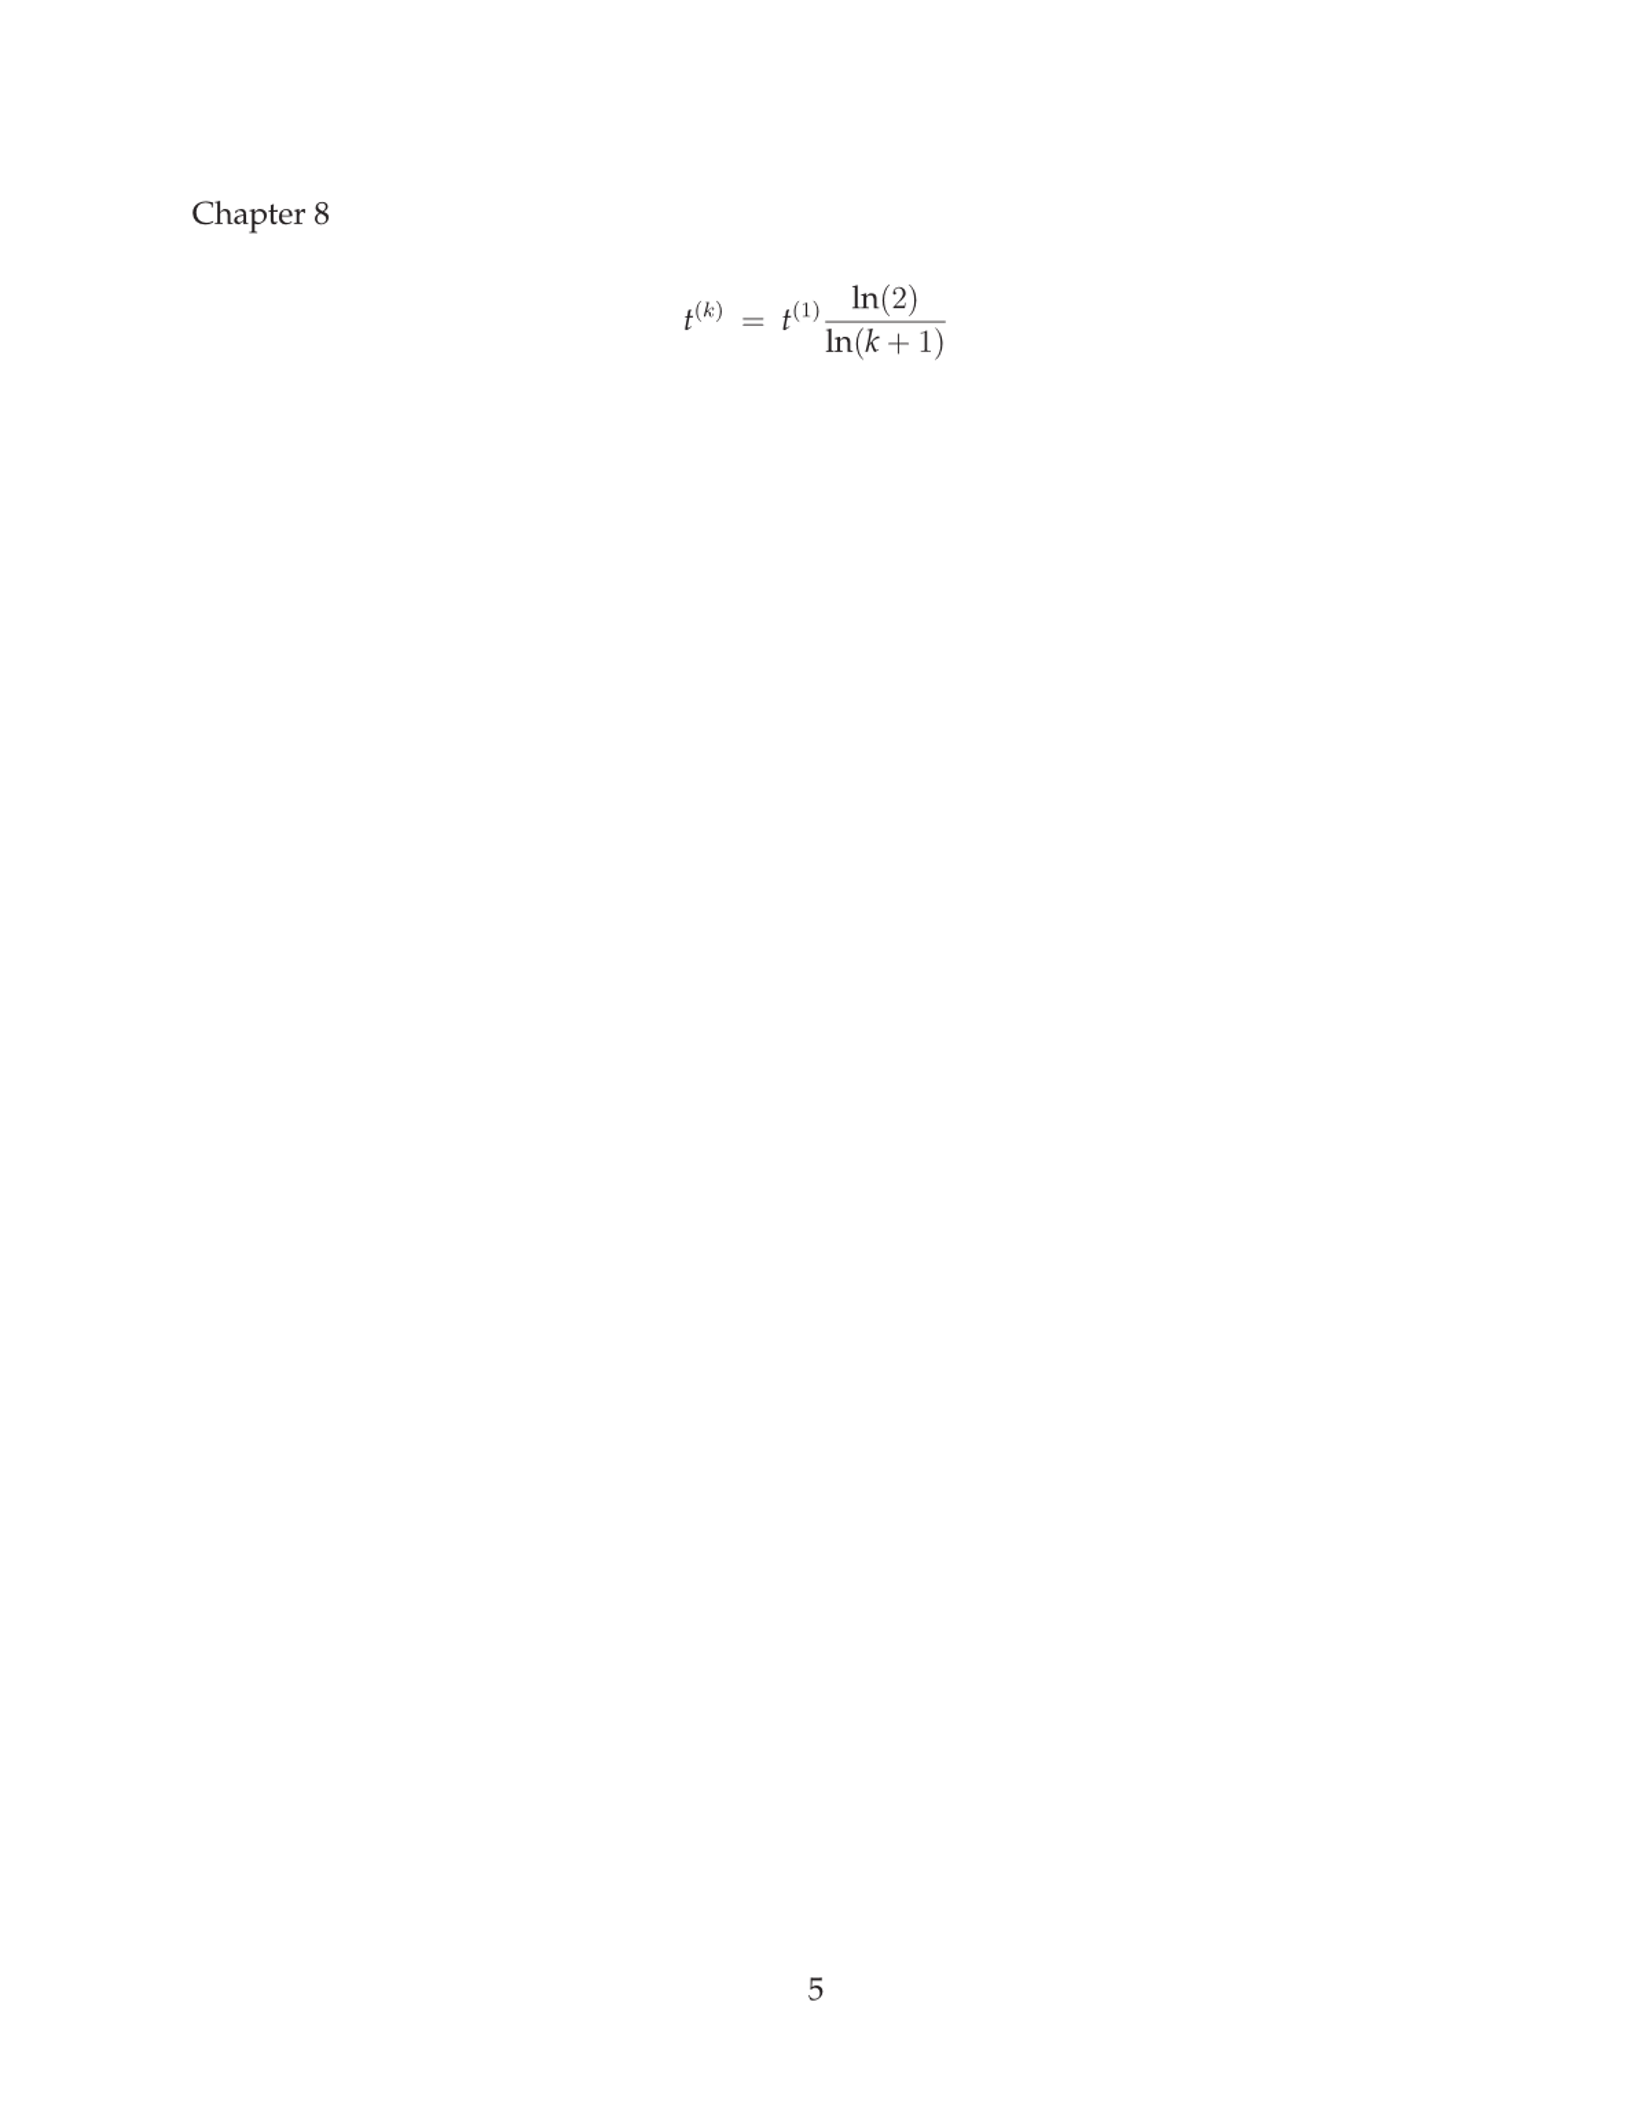 Chapter 8
t^{(k)} = t^{(1)} \frac{\ln(2)}{\ln(k + 1)}
5